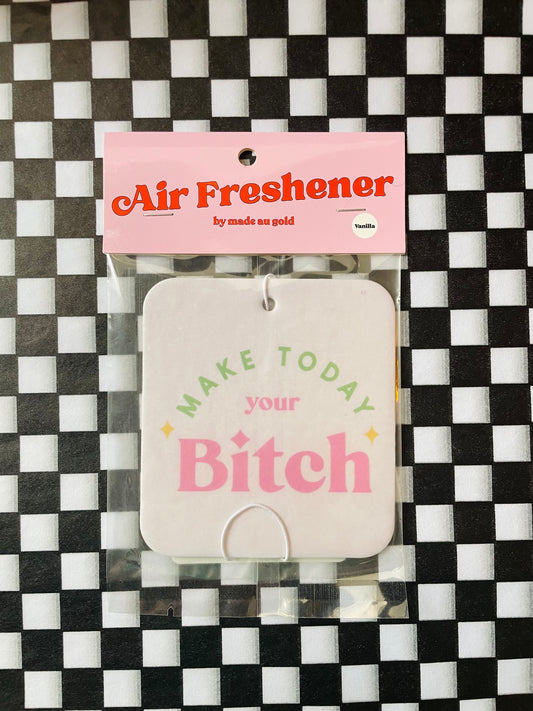 Air Freshener
by made au gold
Vanilla
MAKE TODAY
your
Bitch